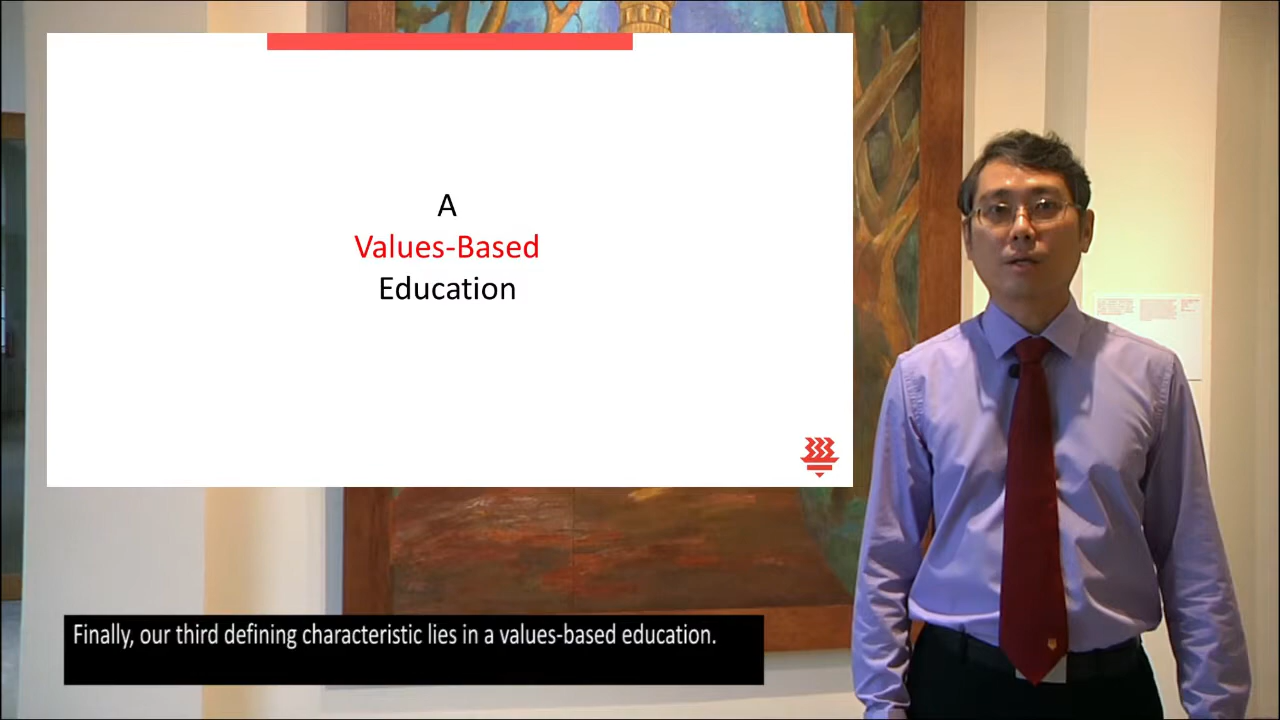 A
Values-Based
Education
Finally, our third defining characteristic lies in a values-based education.